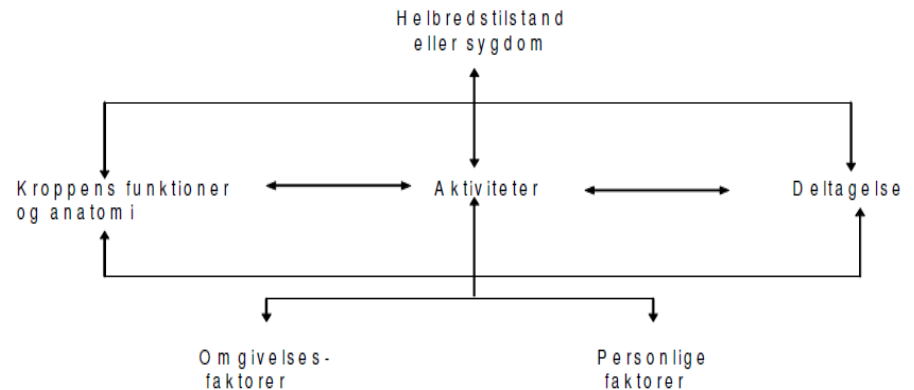 Helbredstilstand
eller sygdom
Kroppens funktioner
og anatomi
Aktiviteter
Deltagelse
Omgivelses-
faktorer
Personlige
faktorer